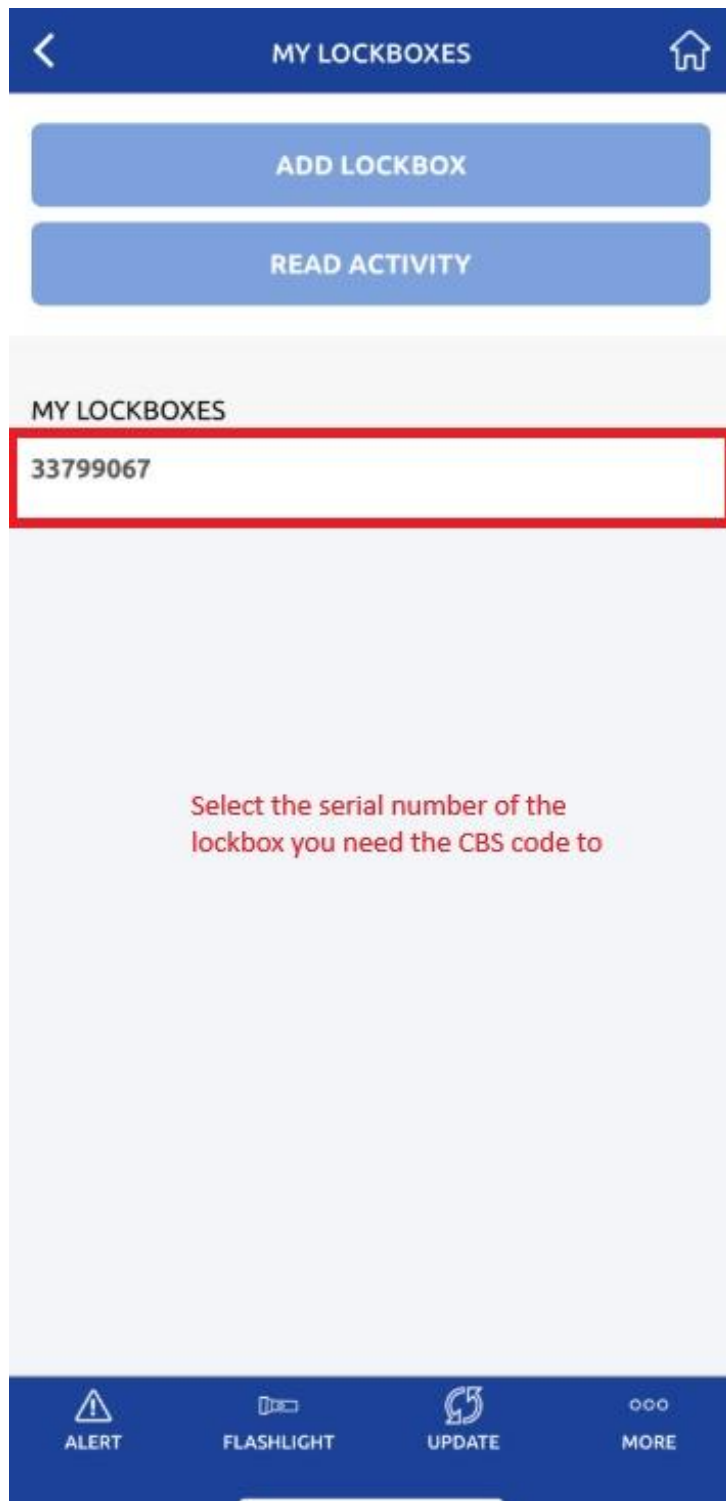 MY LOCKBOXES
ADD LOCKBOX
READ ACTIVITY
MY LOCKBOXES
33799067
Select the serial number of the
lockbox you need the CBS code to
ALERT
FLASHLIGHT
UPDATE
MORE